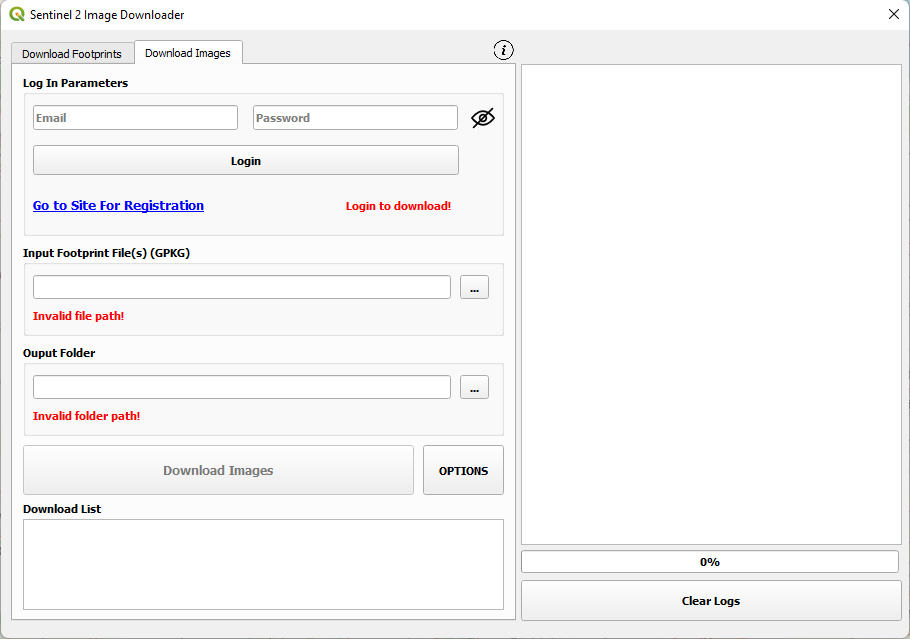 Sentinel 2 Image Downloader
Download Footprints
Download Images
i
Log In Parameters
Email
Password
Login
Go to Site For Registration
Login to download!
Input Footprint File(s) (GPKG)
...
Invalid file path!
Ouput Folder
...
Invalid folder path!
Download Images
OPTIONS
Download List
0%
Clear Logs